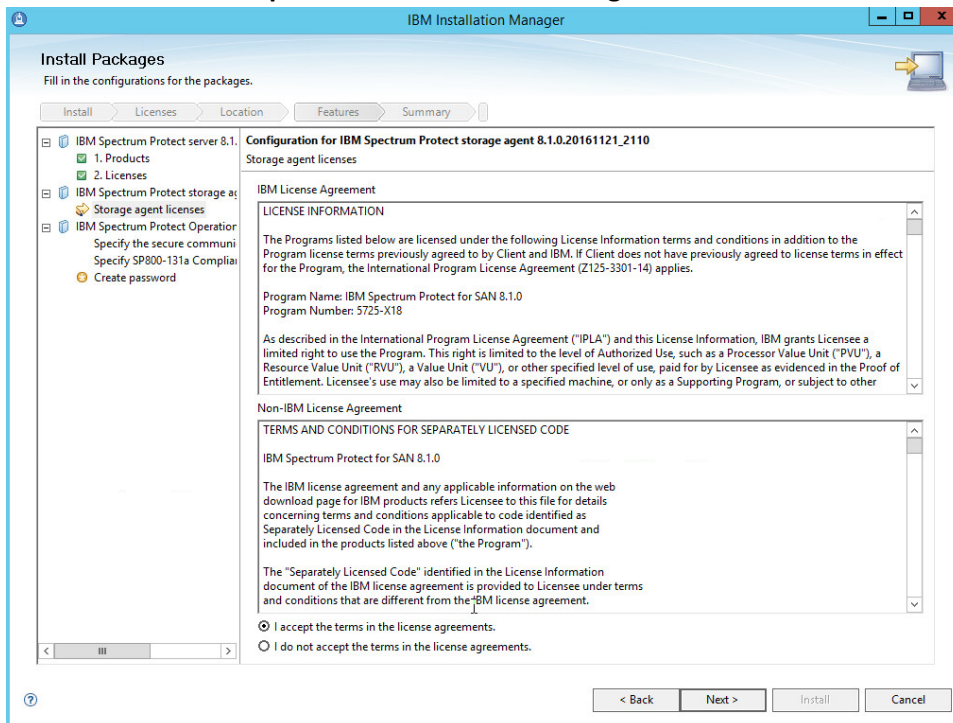 IBM Installation Manager
Install Packages
Fill in the configurations for the packages.
Install
Licenses
Location
Features
Summary
IBM Spectrum Protect server 8.1.
1. Products
2. Licenses
IBM Spectrum Protect storage ag
Storage agent licenses
IBM Spectrum Protect Operation
Specify the secure communi
Specify SP800-131a Complian
Create password
Configuration for IBM Spectrum Protect storage agent 8.1.0.20161121_2110
Storage agent licenses
IBM License Agreement
LICENSE INFORMATION
The Programs listed below are licensed under the following License Information terms and conditions in addition to the
Program license terms previously agreed to by Client and IBM. If Client does not have previously agreed to license terms in effect
for the Program, the International Program License Agreement (Z125-3301-14) applies.
Program Name: IBM Spectrum Protect for SAN 8.1.0
Program Number: 5725-X18
As described in the International Program License Agreement ("IPLA") and this License Information, IBM grants Licensee a
limited right to use the Program. This right is limited to the level of Authorized Use, such as a Processor Value Unit ("PVU"), a
Resource Value Unit ("RVU"), a Value Unit ("VU"), or other specified level of use, paid for by Licensee as evidenced in the Proof of
Entitlement. Licensee's use may also be limited to a specified machine, or only as a Supporting Program, or subject to other
Non-IBM License Agreement
TERMS AND CONDITIONS FOR SEPARATELY LICENSED CODE
IBM Spectrum Protect for SAN 8.1.0
The IBM license agreement and any applicable information on the web
download page for IBM products refers Licensee to this file for details
concerning terms and conditions applicable to code identified as
Separately Licensed Code in the License Information document and
included in the products listed above ("the Program").
The "Separately Licensed Code" identified in the License Information
document of the IBM license agreement is provided to Licensee under terms
and conditions that are different from the IBM license agreement.
I accept the terms in the license agreements.
I do not accept the terms in the license agreements.
< Back
Next >
Install
Cancel